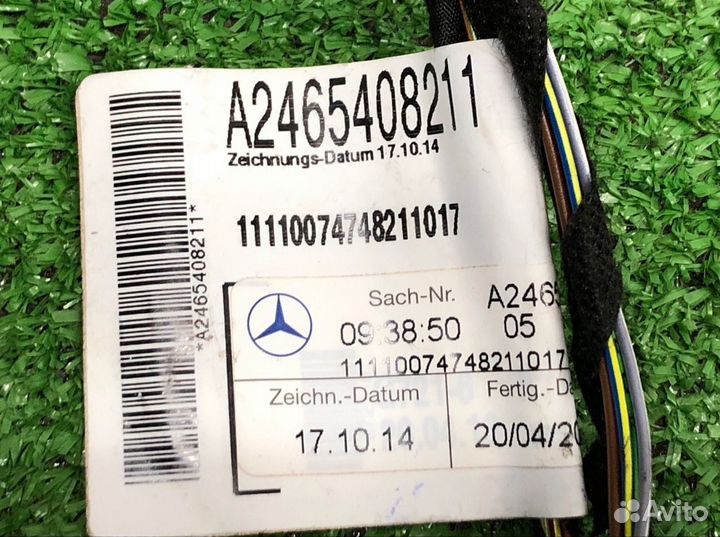 A2465408211
Zeichnungs-Datum 17.10.14
11110074748211017
*A2465408211*
Sach-Nr. A246
09:38:50 05
11110074748211017
Zeichn.-Datum Fertig.-Da
17.10.14 20/04/20
Avito